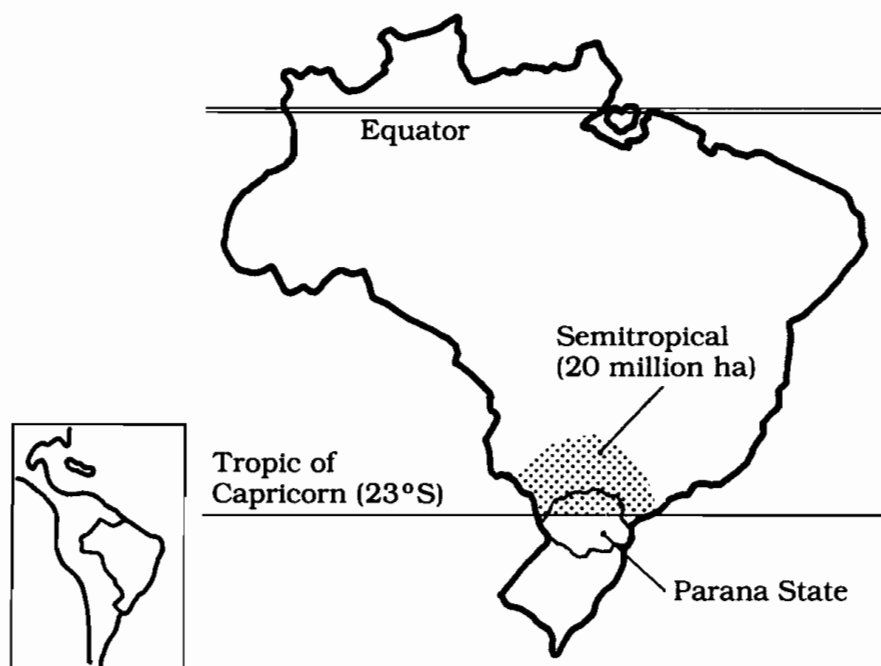 Equator
Semitropical
(20 million ha)
Tropic of
Capricorn (23°S)
Parana State